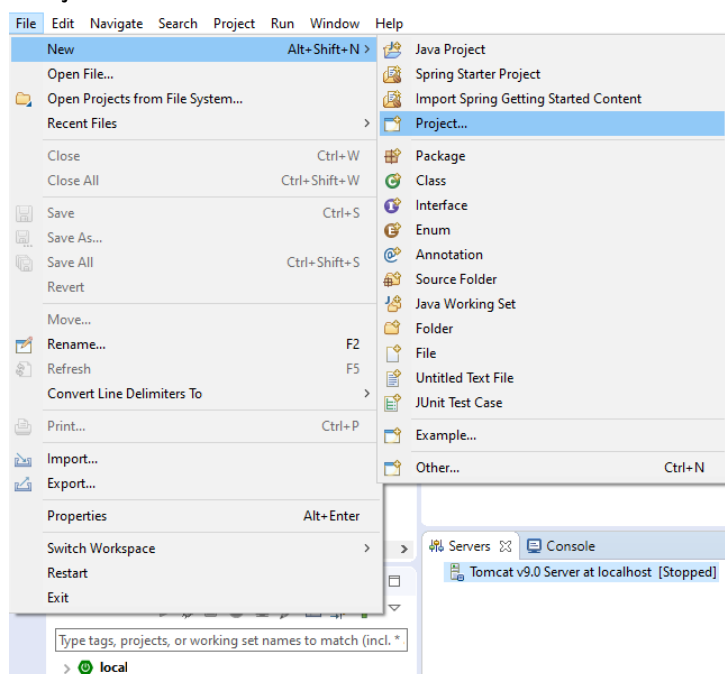 File Edit Navigate Search Project Run Window Help
New Alt+Shift+N >
Open File...
Open Projects from File System...
Recent Files >
Close Ctrl+W
Close All Ctrl+Shift+W
Save Ctrl+S
Save As...
Save All Ctrl+Shift+S
Revert
Move...
Rename... F2
Refresh F5
Convert Line Delimiters To >
Print... Ctrl+P
Import...
Export...
Properties Alt+Enter
Switch Workspace >
Restart
Exit
Java Project
Spring Starter Project
Import Spring Getting Started Content
Project...
Package
Class
Interface
Enum
Annotation
Source Folder
Java Working Set
Folder
File
Untitled Text File
JUnit Test Case
Example...
Other... Ctrl+N
Servers Console
Tomcat v9.0 Server at localhost [Stopped]
Type tags, projects, or working set names to match (incl. *
local